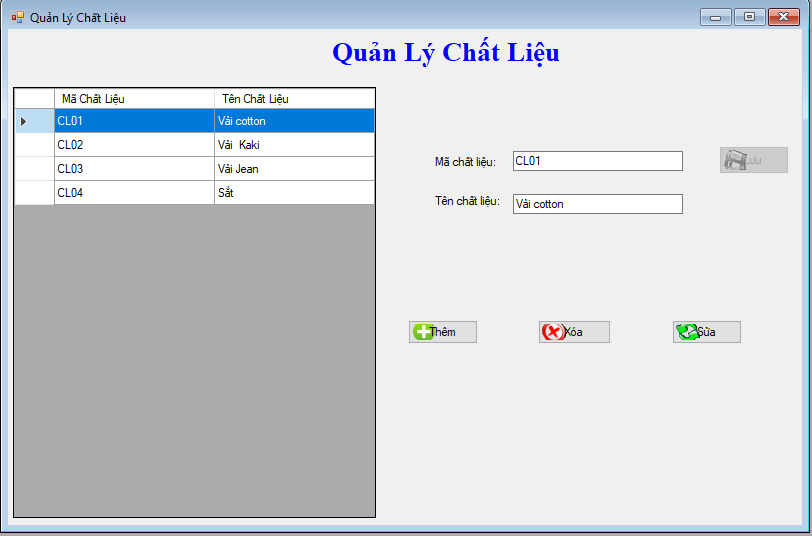 Quản Lý Chất Liệu
Quản Lý Chất Liệu
Mã Chất Liệu Tên Chất Liệu
CL01 Vải cotton
CL02 Vải  Kaki
CL03 Vải Jean
CL04 Sắt
Mã chất liệu: CL01
Lưu
Tên chất liệu: Vải cotton
Thêm Xóa Sửa